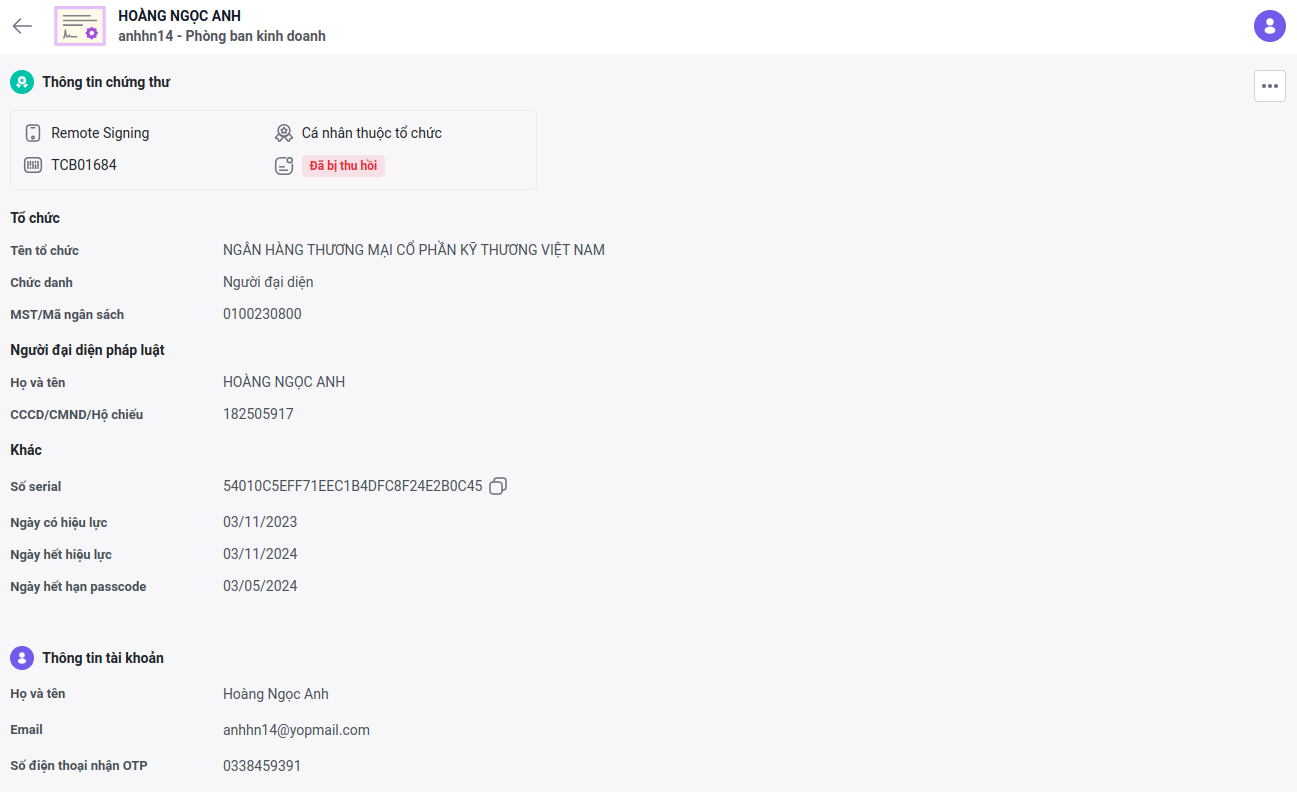 HOÀNG NGỌC ANH
anhhn14 - Phòng ban kinh doanh
Thông tin chứng thư
Remote Signing
Cá nhân thuộc tổ chức
TCB01684
Đã bị thu hồi
Tổ chức
Tên tổ chức NGÂN HÀNG THƯƠNG MẠI CỔ PHẦN KỸ THƯƠNG VIỆT NAM
Chức danh Người đại diện
MST/Mã ngân sách 0100230800
Người đại diện pháp luật
Họ và tên HOÀNG NGỌC ANH
CCCD/CMND/Hộ chiếu 182505917
Khác
Số serial 54010C5EFF71EEC1B4DFC8F24E2B0C45
Ngày có hiệu lực 03/11/2023
Ngày hết hiệu lực 03/11/2024
Ngày hết hạn passcode 03/05/2024
Thông tin tài khoản
Họ và tên Hoàng Ngọc Anh
Email anhhn14@yopmail.com
Số điện thoại nhận OTP 0338459391